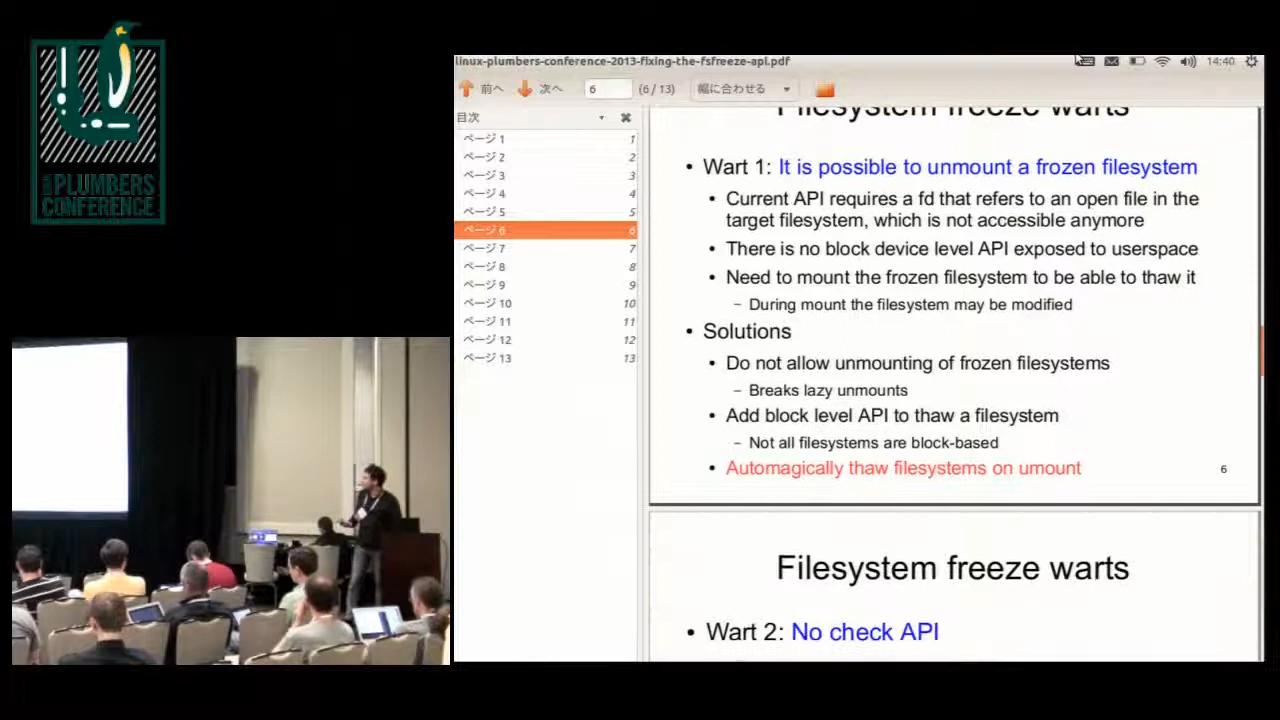 PLUMBERS
CONFERENCE
linux-plumbers-conference-2013-fixing-the-fsfreeze-api.pdf
14:40
前へ
次へ
6
(6 / 13)
幅に合わせる
目次
ページ 1 1
ページ 2 2
ページ 3 3
ページ 4 4
ページ 5 5
ページ 6 6
ページ 7 7
ページ 8 8
ページ 9 9
ページ 10 10
ページ 11 11
ページ 12 12
ページ 13 13
Filesystem freeze warts
• Wart 1: It is possible to unmount a frozen filesystem
• Current API requires a fd that refers to an open file in the
target filesystem, which is not accessible anymore
• There is no block device level API exposed to userspace
• Need to mount the frozen filesystem to be able to thaw it
– During mount the filesystem may be modified
• Solutions
• Do not allow unmounting of frozen filesystems
– Breaks lazy unmounts
• Add block level API to thaw a filesystem
– Not all filesystems are block-based
• Automagically thaw filesystems on umount
6
Filesystem freeze warts
• Wart 2: No check API